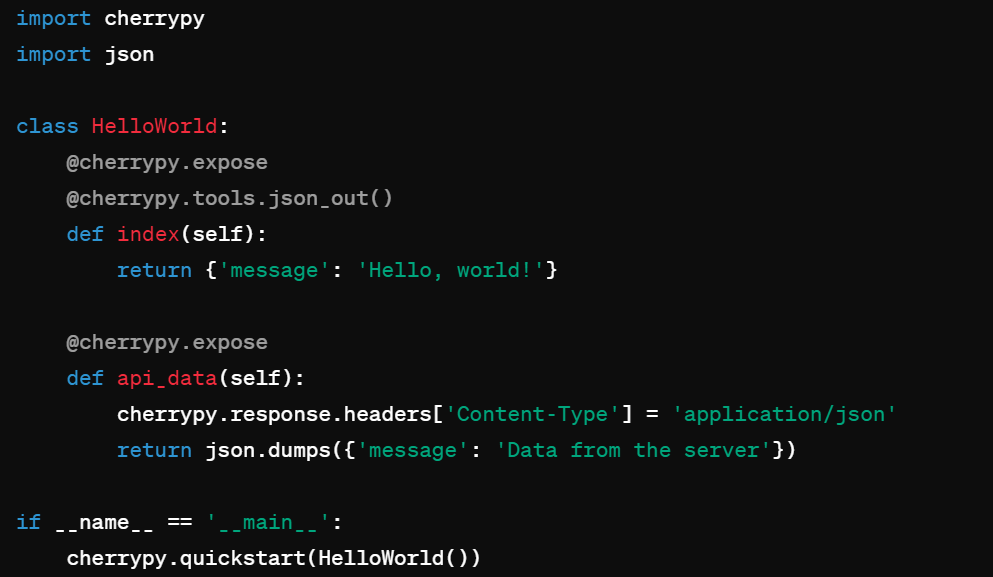 import cherrypy
import json

class HelloWorld:
    @cherrypy.expose
    @cherrypy.tools.json_out()
    def index(self):
        return {'message': 'Hello, world!'}

    @cherrypy.expose
    def api_data(self):
        cherrypy.response.headers['Content-Type'] = 'application/json'
        return json.dumps({'message': 'Data from the server'})

if __name__ == '__main__':
    cherrypy.quickstart(HelloWorld())